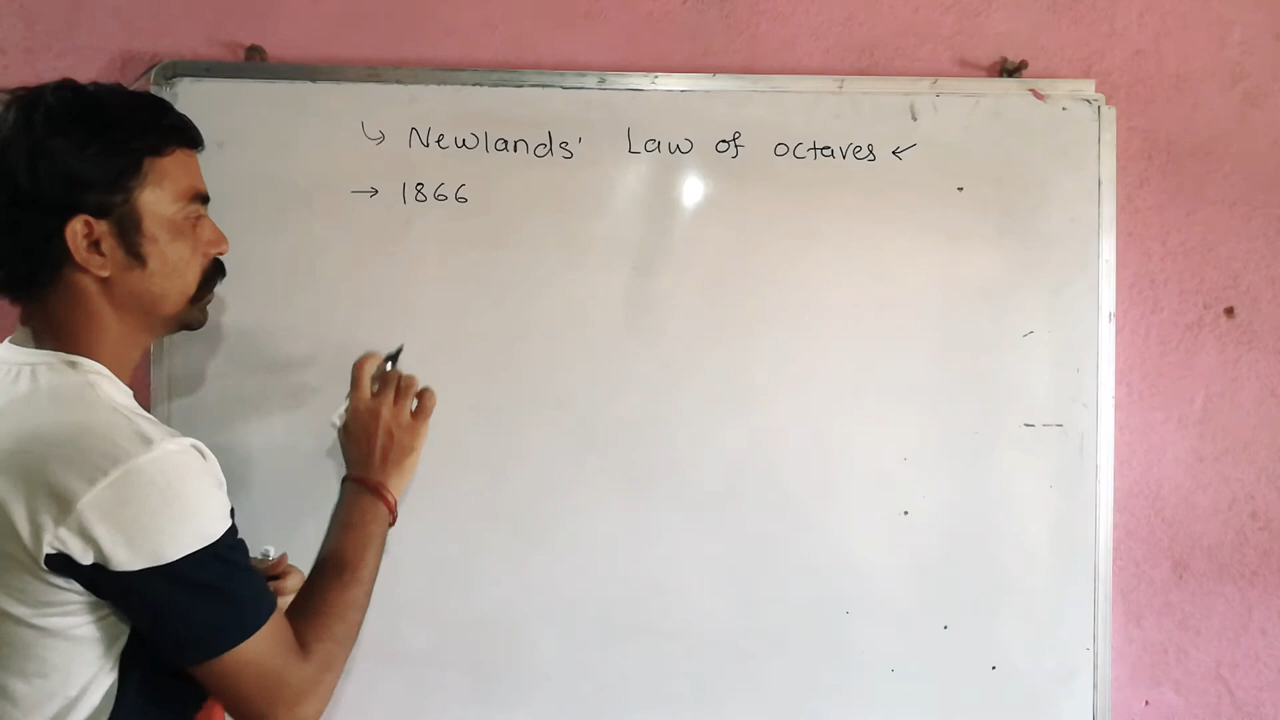 ↳ Newlands' Law of octaves ↙
→ 1866